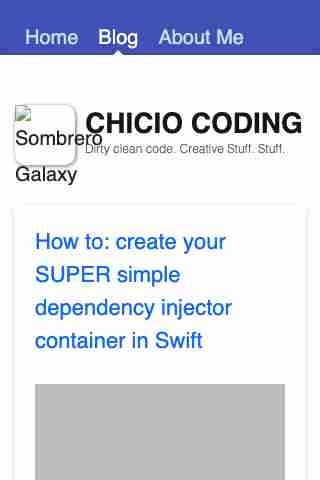 Home Blog About Me
Sombrero
Galaxy
CHICIO CODING
Dirty clean code. Creative Stuff. Stuff.
How to: create your
SUPER simple
dependency injector
container in Swift